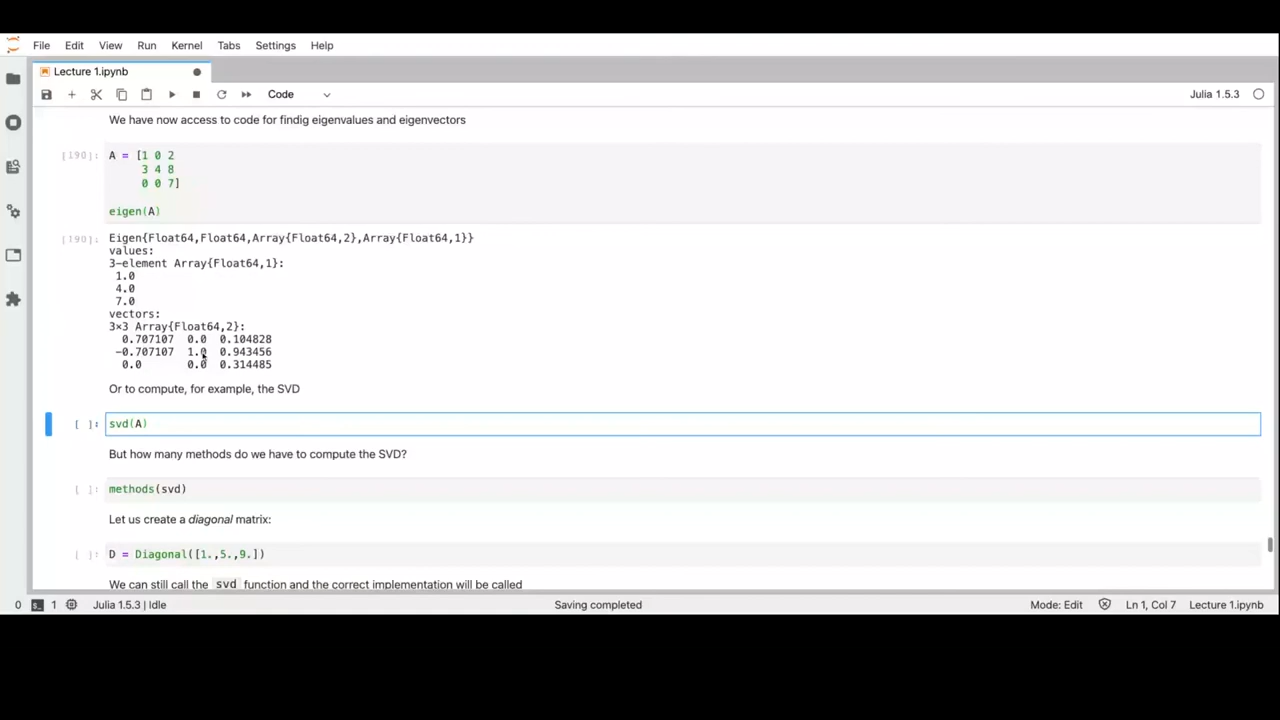 File Edit View Run Kernel Tabs Settings Help
Lecture 1.ipynb
Code
Julia 1.5.3
We have now access to code for findig eigenvalues and eigenvectors
[190]: A = [1 0 2
3 4 8
0 0 7]
eigen(A)
[190]: Eigen{Float64,Float64,Array{Float64,2},Array{Float64,1}}
values:
3-element Array{Float64,1}:
1.0
4.0
7.0
vectors:
3×3 Array{Float64,2}:
0.707107 0.0 0.104828
-0.707107 1.0 0.943456
0.0 0.0 0.314485
Or to compute, for example, the SVD
[ ]: svd(A)
But how many methods do we have to compute the SVD?
[ ]: methods(svd)
Let us create a diagonal matrix:
[ ]: D = Diagonal([1.,5.,9.])
We can still call the svd function and the correct implementation will be called
0 1 Julia 1.5.3 | Idle Saving completed Mode: Edit Ln 1, Col 7 Lecture 1.ipynb